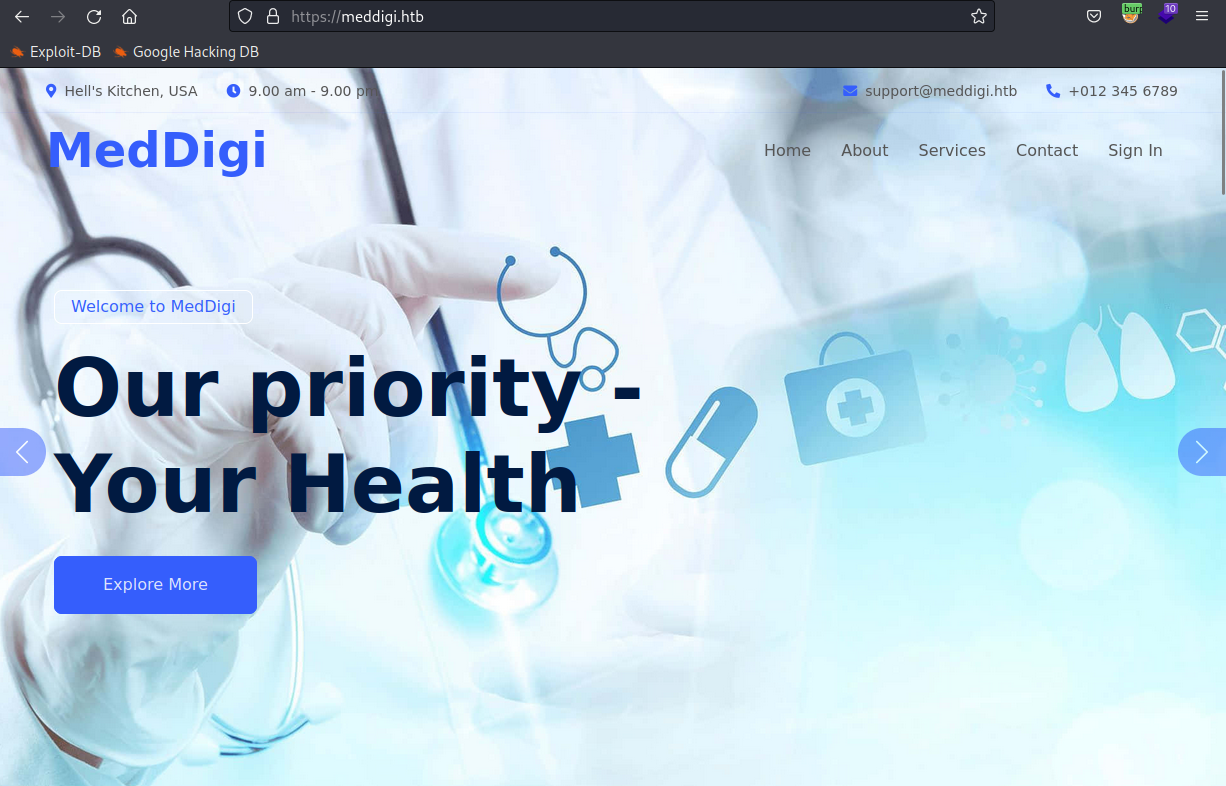 https://meddigi.htb
burp
10
Exploit-DB
Google Hacking DB
Hell's Kitchen, USA
9.00 am - 9.00 pm
support@meddigi.htb
+012 345 6789
MedDigi
Home
About
Services
Contact
Sign In
Welcome to MedDigi
Our priority -
Your Health
Explore More